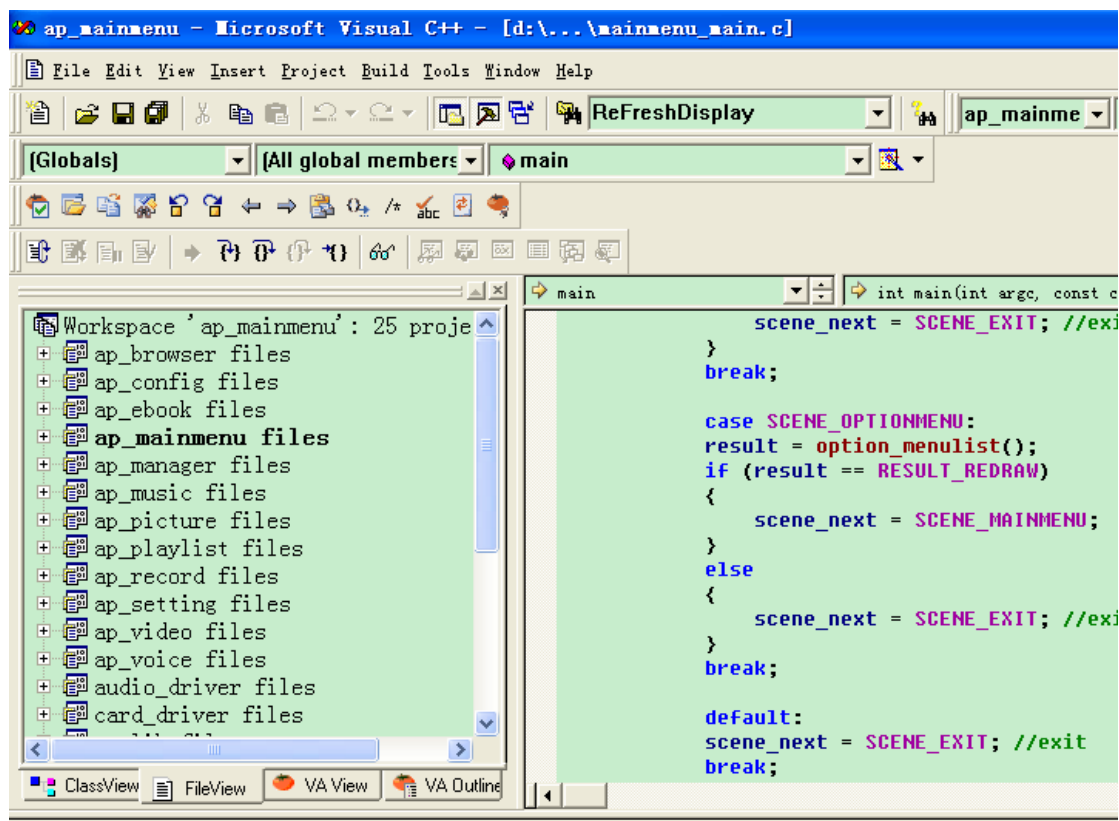 ap_mainmenu - Microsoft Visual C++ - [d:\...\mainmenu_main.c]
File Edit View Insert Project Build Tools Window Help
ReFreshDisplay ap_mainme
(Globals) (All global members main
main int main(int argc, const c
Workspace 'ap_mainmenu': 25 proje
ap_browser files
ap_config files
ap_ebook files
ap_mainmenu files
ap_manager files
ap_music files
ap_picture files
ap_playlist files
ap_record files
ap_setting files
ap_video files
ap_voice files
audio_driver files
card_driver files
ClassView FileView VA View VA Outline
scene_next = SCENE_EXIT; //exi
}
break;
case SCENE_OPTIONMENU:
result = option_menulist();
if (result == RESULT_REDRAW)
{
scene_next = SCENE_MAINMENU;
}
else
{
scene_next = SCENE_EXIT; //exi
}
break;
default:
scene_next = SCENE_EXIT; //exit
break;